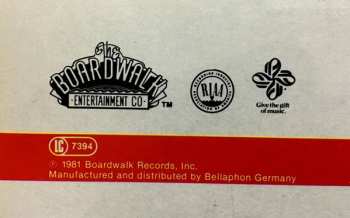 The
BOARDWALK
ENTERTAINMENT CO
TM
RIAA
Give the gift
of music.
LC 7394
℗ 1981 Boardwalk Records, Inc.
Manufactured and distributed by Bellaphon Germany